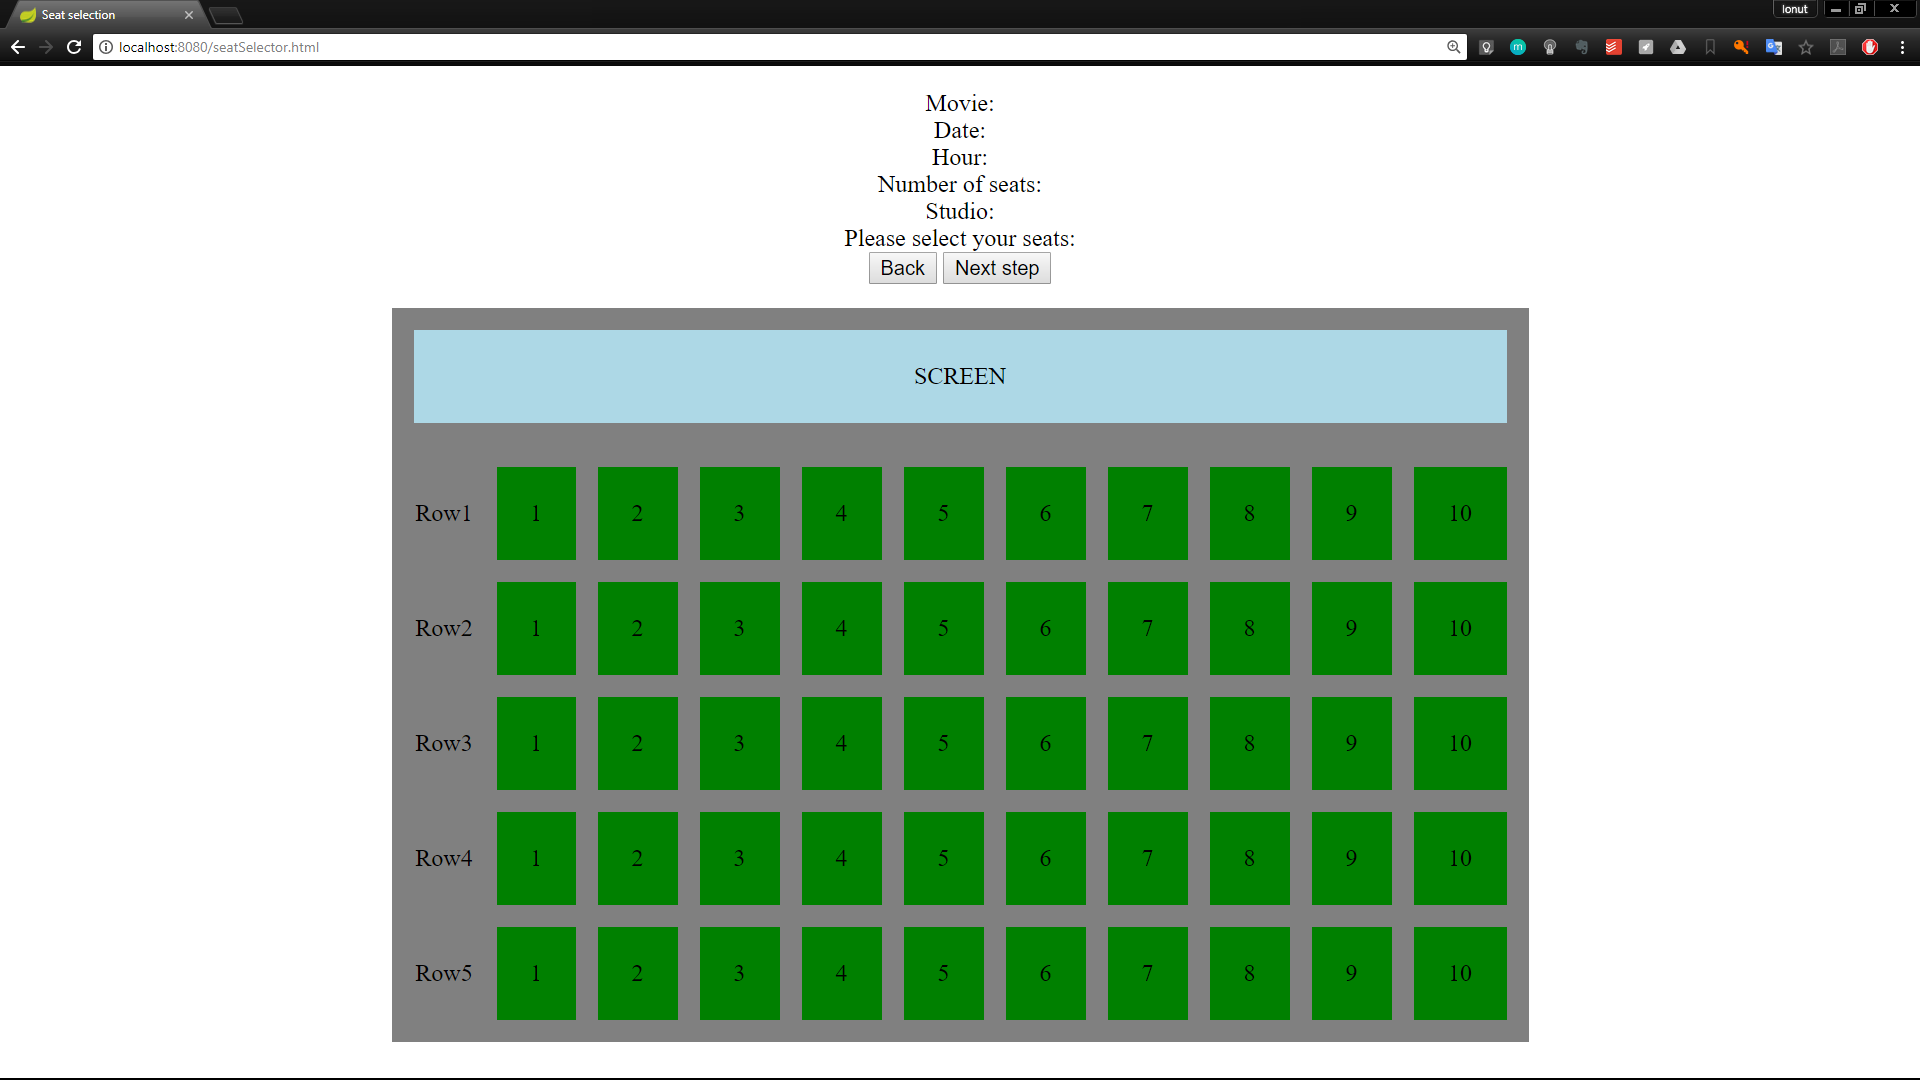 Seat selection
Ionut
localhost:8080/seatSelector.html
Movie:
Date:
Hour:
Number of seats:
Studio:
Please select your seats:
Back Next step
SCREEN
Row1 1 2 3 4 5 6 7 8 9 10
Row2 1 2 3 4 5 6 7 8 9 10
Row3 1 2 3 4 5 6 7 8 9 10
Row4 1 2 3 4 5 6 7 8 9 10
Row5 1 2 3 4 5 6 7 8 9 10